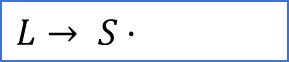 L → S ·